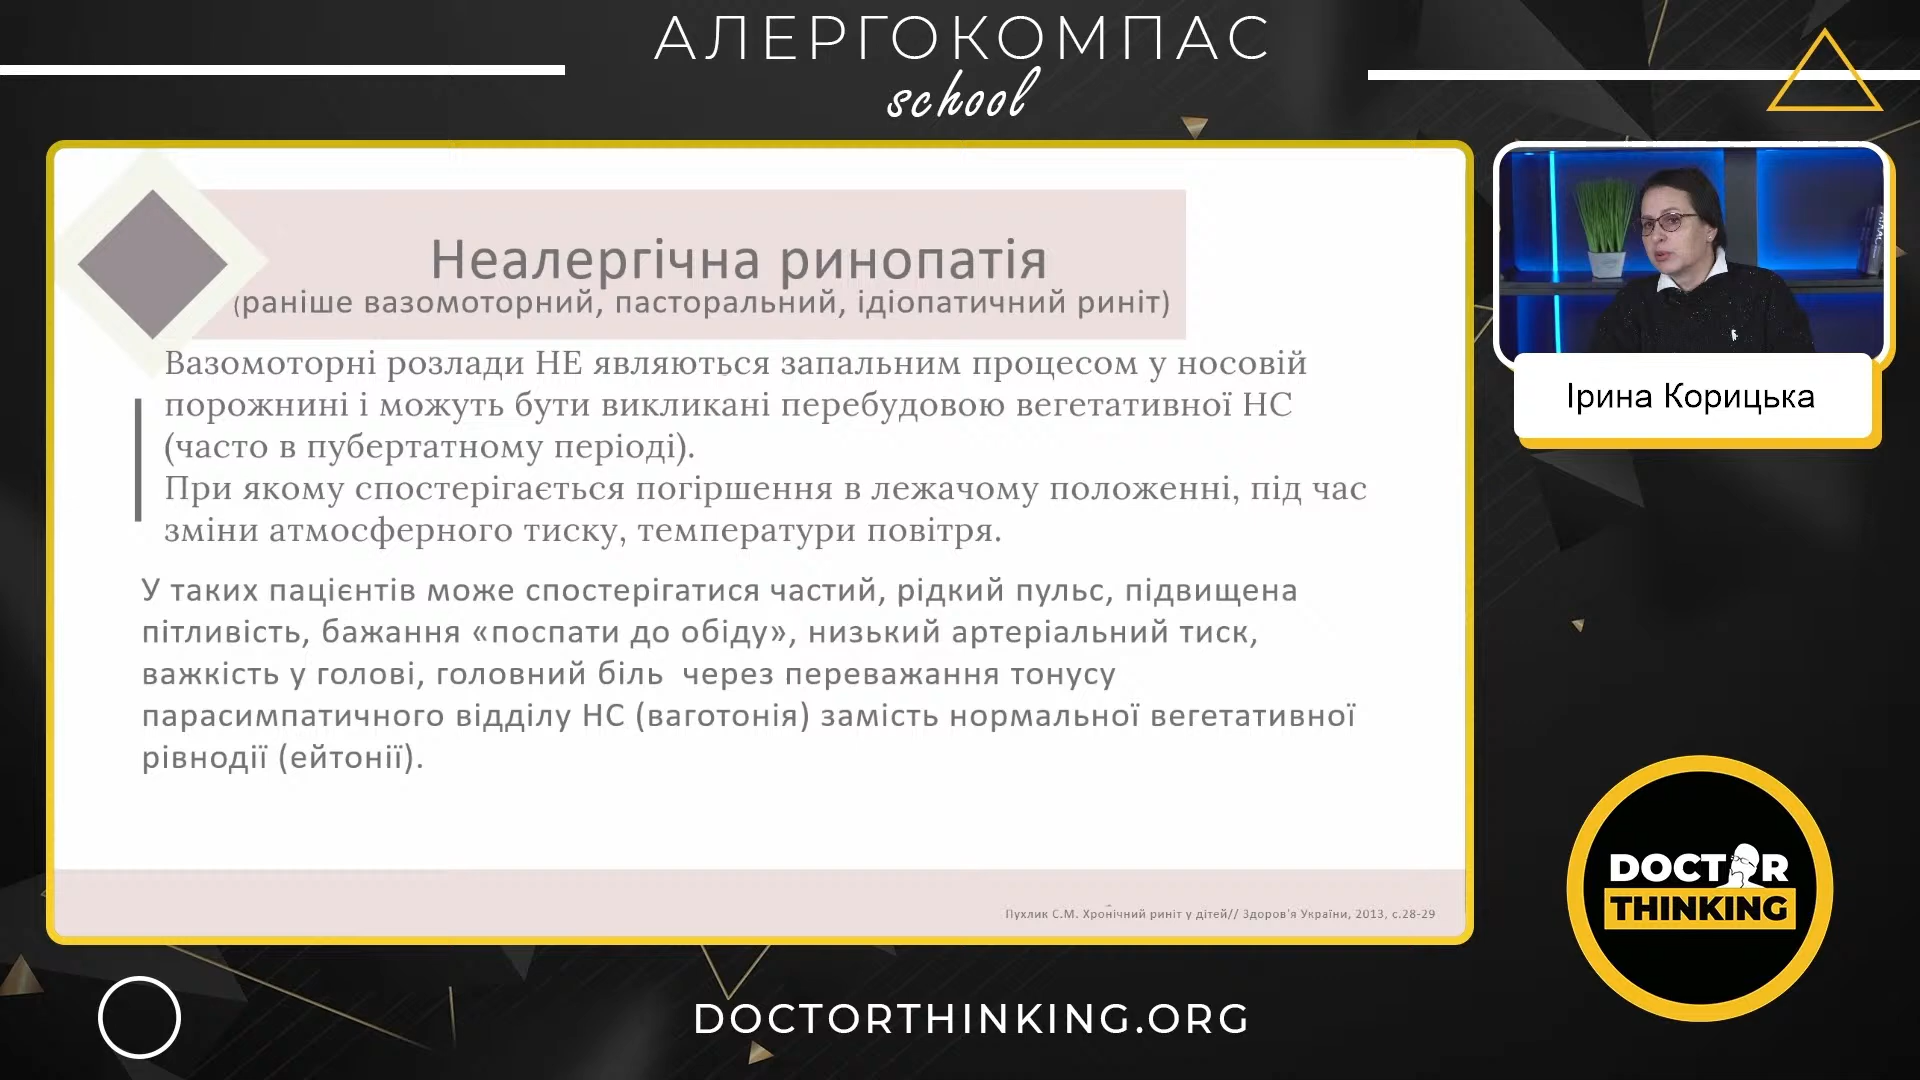 АЛЕРГОКОМПАС
school
Неалергічна ринопатія
(раніше вазомоторний, пасторальний, ідіопатичний риніт)
Вазомоторні розлади НЕ являються запальним процесом у носовій
порожнині і можуть бути викликані перебудовою вегетативної НС
(часто в пубертатному періоді).
При якому спостерігається погіршення в лежачому положенні, під час
зміни атмосферного тиску, температури повітря.
У таких пацієнтів може спостерігатися частий, рідкий пульс, підвищена
пітливість, бажання «поспати до обіду», низький артеріальний тиск,
важкість у голові, головний біль через переважання тонусу
парасимпатичного відділу НС (ваготонія) замість нормальної вегетативної
рівнодії (ейтонії).
Пухлик С.М. Хронічний риніт у дітей// Здоров'я України, 2013, с.28-29
Ірина Корицька
DOCTOR
THINKING
DOCTORTHINKING.ORG